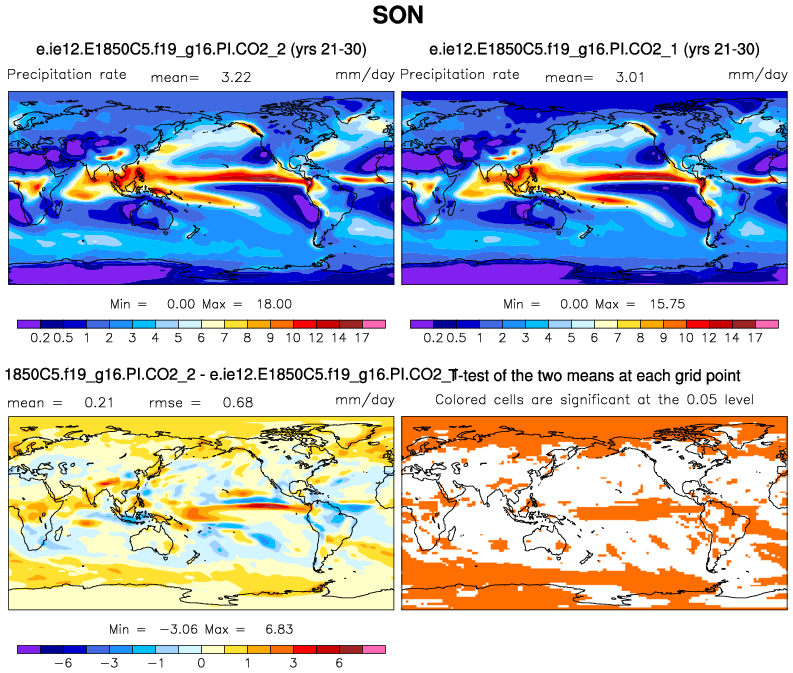 SON
e.ie12.E1850C5.f19_g16.PI.CO2_2 (yrs 21-30)
Precipitation rate mean= 3.22 mm/day
Min = 0.00 Max = 18.00
0.2 0.5 1 2 3 4 5 6 7 8 9 10 12 14 17
e.ie12.E1850C5.f19_g16.PI.CO2_1 (yrs 21-30)
Precipitation rate mean= 3.01 mm/day
Min = 0.00 Max = 15.75
0.2 0.5 1 2 3 4 5 6 7 8 9 10 12 14 17
1850C5.f19_g16.PI.CO2_2 - e.ie12.E1850C5.f19_g16.PI.CO2_1
mean = 0.21 rmse = 0.68 mm/day
Min = -3.06 Max = 6.83
-6 -3 -1 0 1 3 6
T-test of the two means at each grid point
Colored cells are significant at the 0.05 level